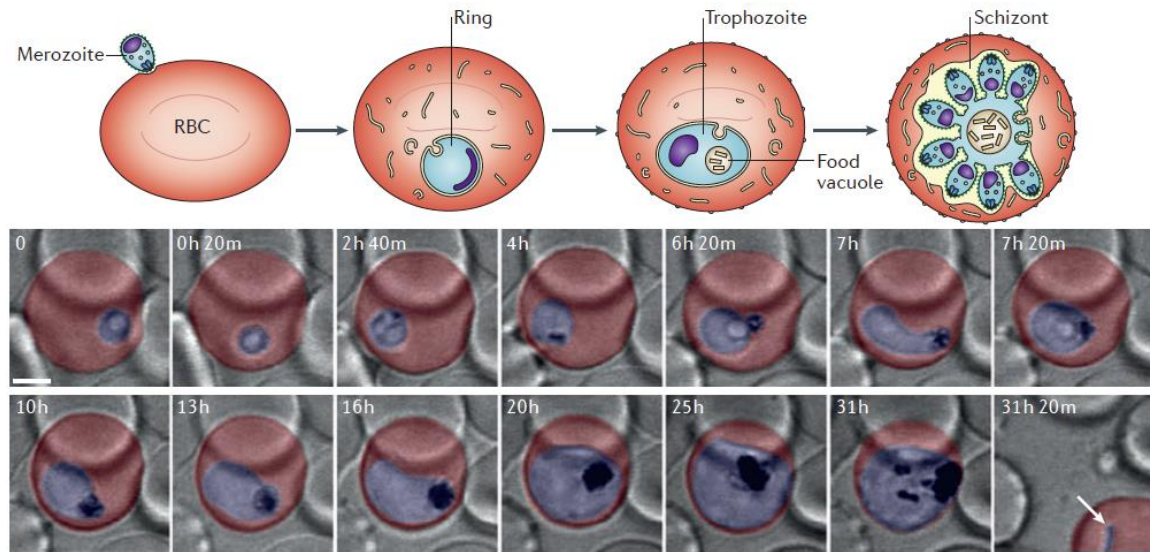 Merozoite
RBC
Ring
Trophozoite
Food
vacuole
Schizont
0
0h 20m
2h 40m
4h
6h 20m
7h
7h 20m
10h
13h
16h
20h
25h
31h
31h 20m